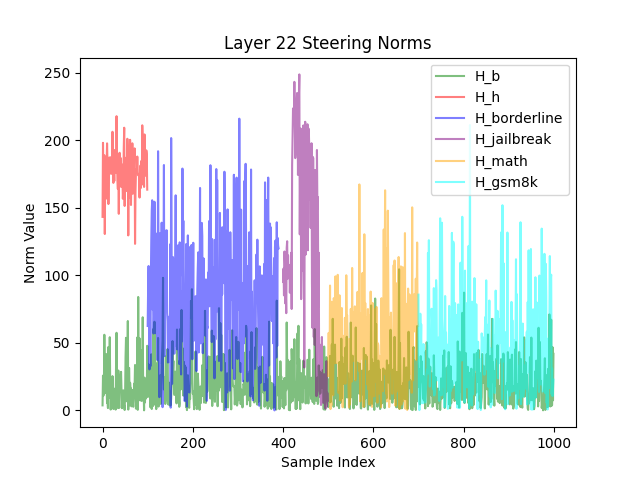 Layer 22 Steering Norms
250
200
150
100
50
0
Norm Value
H_b
H_h
H_borderline
H_jailbreak
H_math
H_gsm8k
0
200
400
600
800
1000
Sample Index